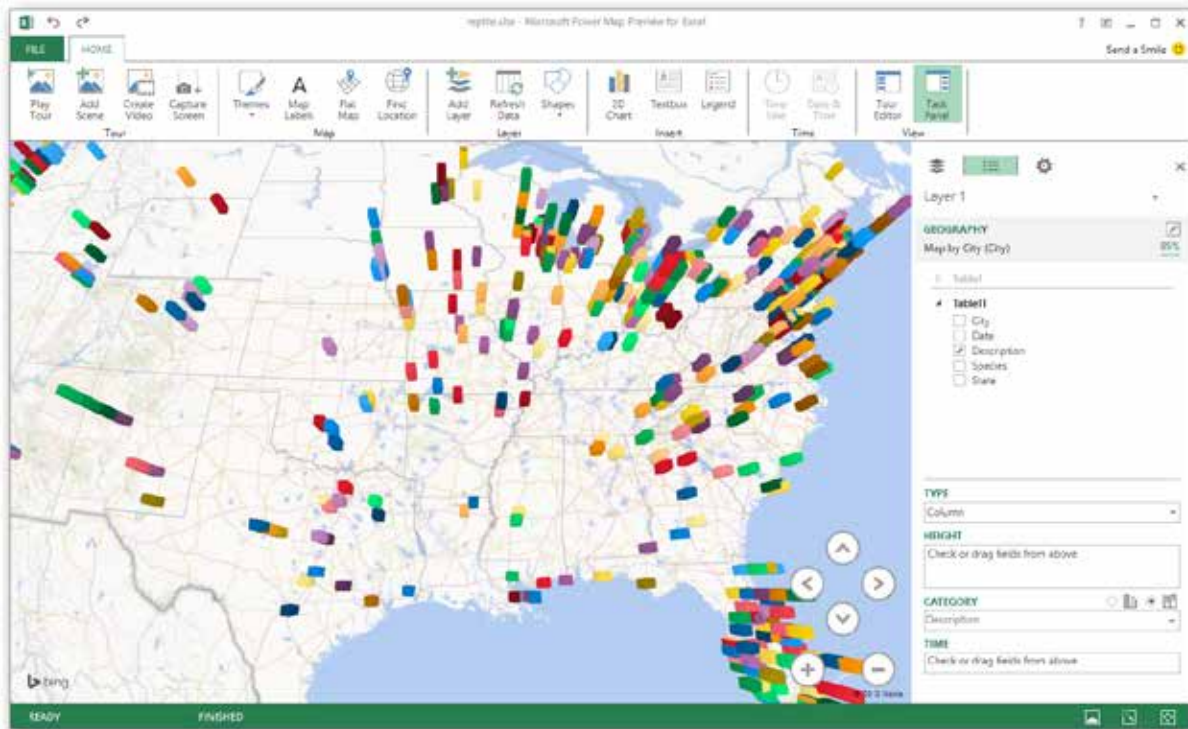 reptile.xlsx - Microsoft Power Map Preview for Excel
FILE HOME Send a Smile
Play Tour
Add Scene
Create Video
Capture Screen
Tour
Themes
Map Labels
Flat Map
Find Location
Map
Add Layer
Refresh Data
Shapes
Layer
2D Chart
Textbox
Legend
Insert
Time Line
Date & Time
Time
Tour Editor
Task Panel
View
Layer 1
GEOGRAPHY
Map by City (City)
Table1
Table11
City
Date
Description
Species
State
TYPE
Column
HEIGHT
Check or drag fields from above
CATEGORY
Description
TIME
Check or drag fields from above
bing
READY FINISHED